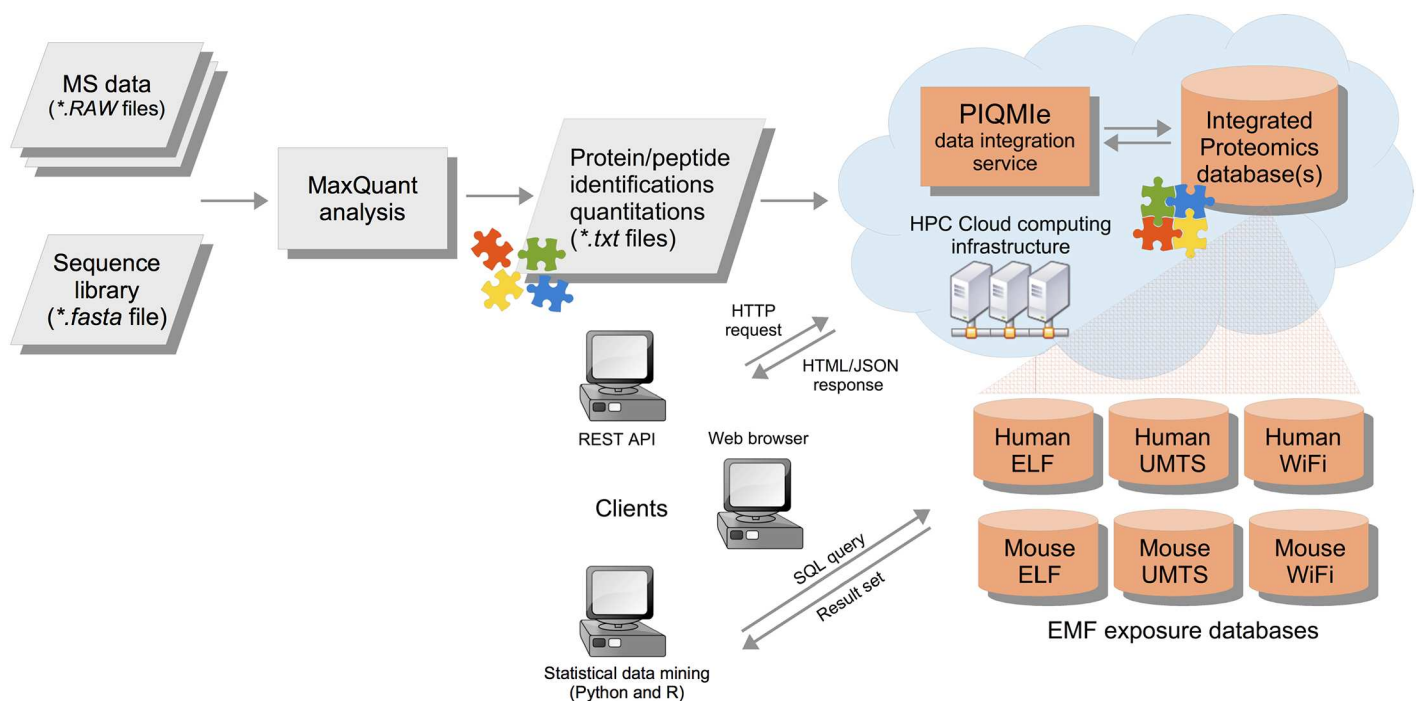 MS data
(*.RAW files)
Sequence
library
(*.fasta file)
MaxQuant
analysis
Protein/peptide
identifications
quantitations
(*.txt files)
PIQMIe
data integration
service
Integrated
Proteomics
database(s)
HPC Cloud computing
infrastructure
HTTP
request
HTML/JSON
response
REST API
Web browser
Clients
Statistical data mining
(Python and R)
SQL query
Result set
Human
ELF
Human
UMTS
Human
WiFi
Mouse
ELF
Mouse
UMTS
Mouse
WiFi
EMF exposure databases